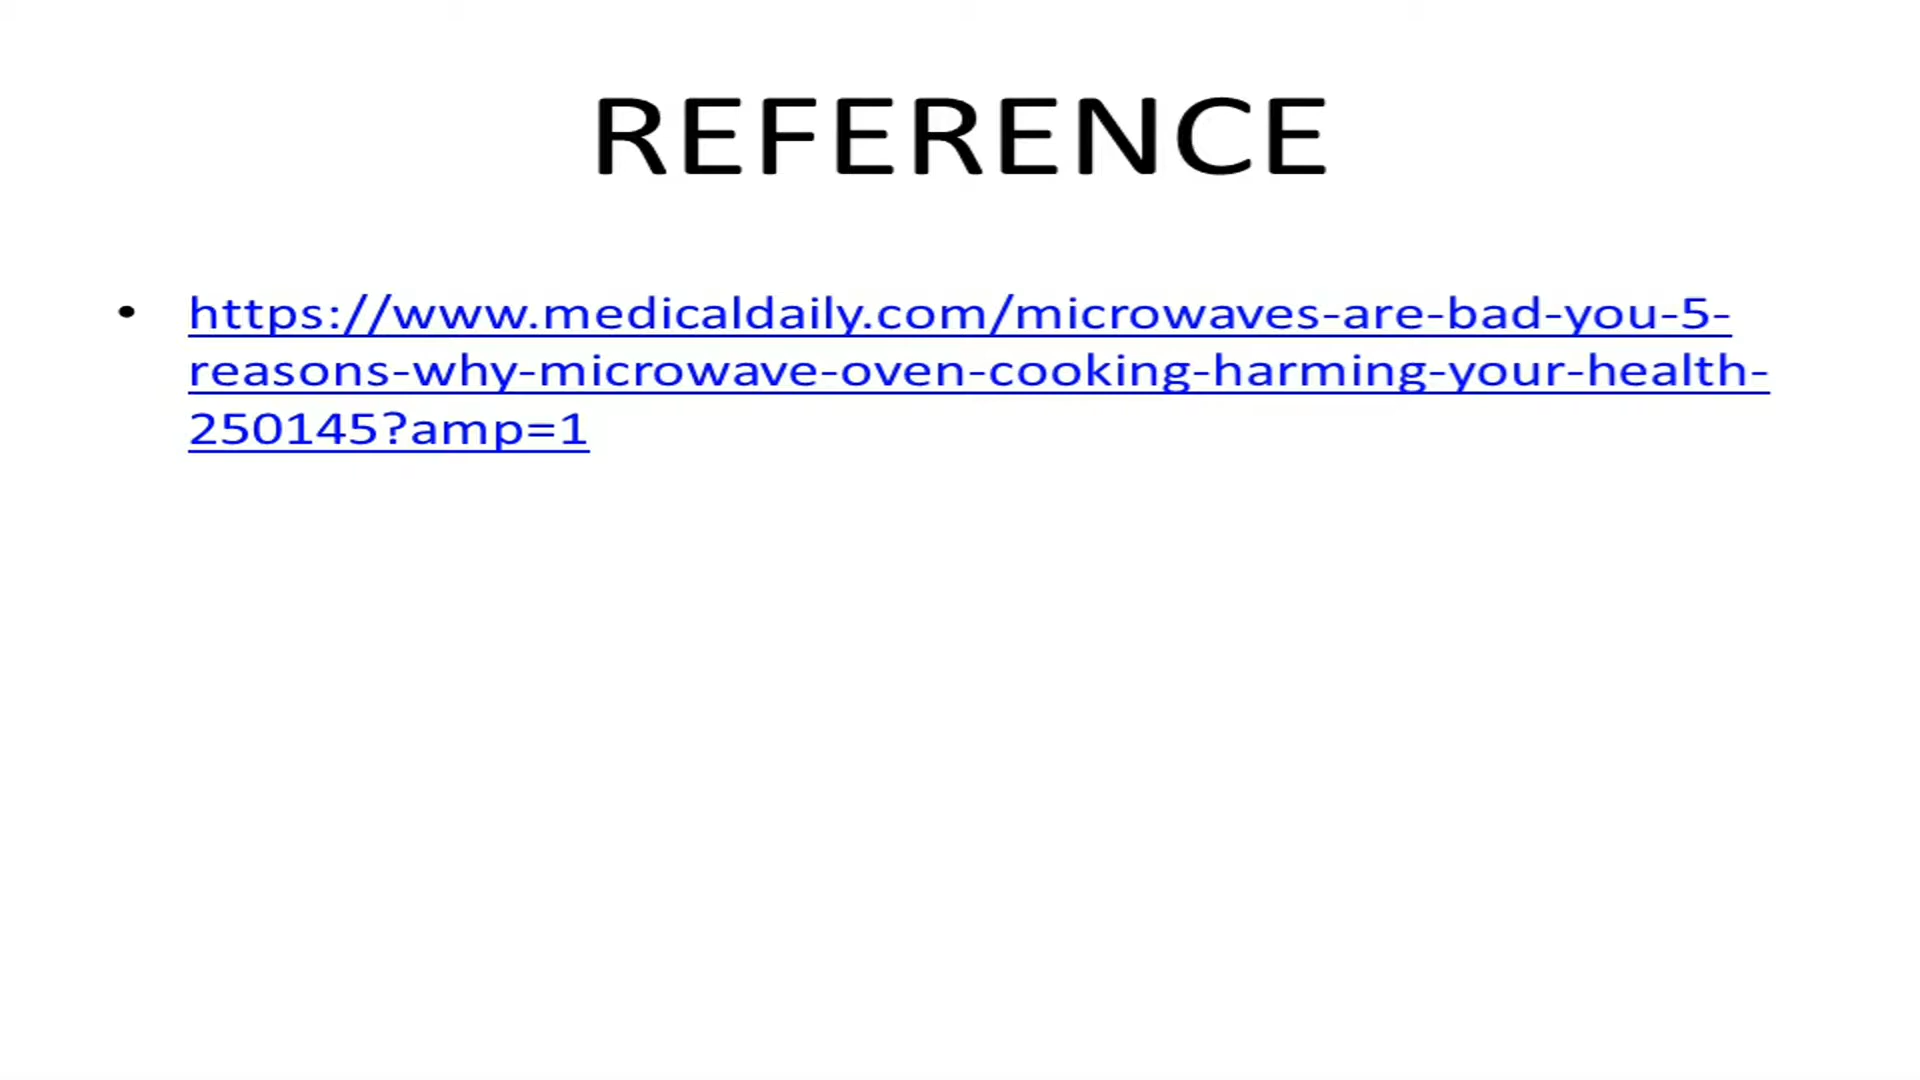 REFERENCE
• https://www.medicaldaily.com/microwaves-are-bad-you-5-
reasons-why-microwave-oven-cooking-harming-your-health-
250145?amp=1